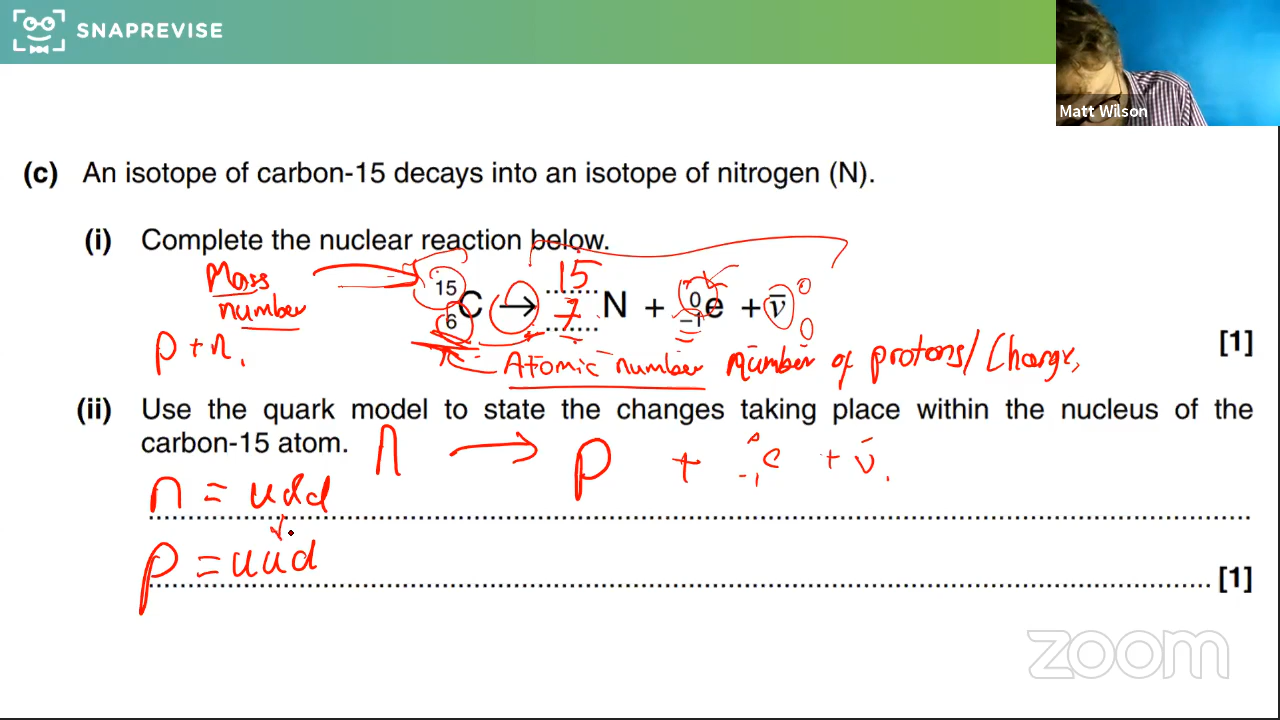 SNAPREVISE
Matt Wilson
(c) An isotope of carbon-15 decays into an isotope of nitrogen (N).
(i) Complete the nuclear reaction below.
Mass
number
p + n.
15 6 C → 15 7 N + 0 -1 e + ν̄ 0 0
[1]
Atomic number number of protons/Charge,
(ii) Use the quark model to state the changes taking place within the nucleus of the
carbon-15 atom.
n → p + 0 -1 e + ν̄.
n = udd
p = uud
[1]
zoom